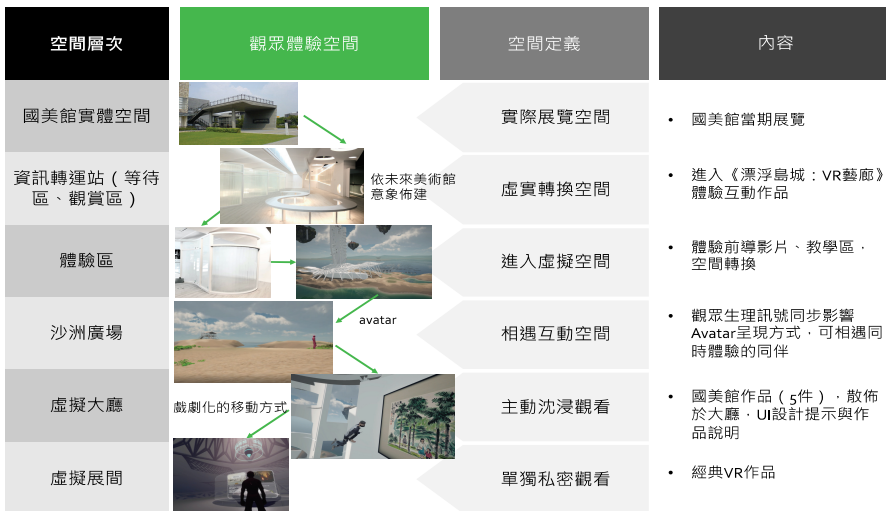 空間層次
觀眾體驗空間
空間定義
內容
國美館實體空間
實際展覽空間
• 國美館當期展覽
資訊轉運站（等待
區、觀賞區）
依未來美術館
意象佈建
虛實轉換空間
• 進入《漂浮島城：VR藝廊》
體驗互動作品
體驗區
進入虛擬空間
• 體驗前導影片、教學區，
空間轉換
沙洲廣場
avatar
相遇互動空間
• 觀眾生理訊號同步影響
Avatar呈現方式，可相遇同
時體驗的同伴
虛擬大廳
戲劇化的移動方式
主動沈浸觀看
• 國美館作品（5件），散佈
於大廳，UI設計提示與作
品說明
虛擬展間
單獨私密觀看
• 經典VR作品